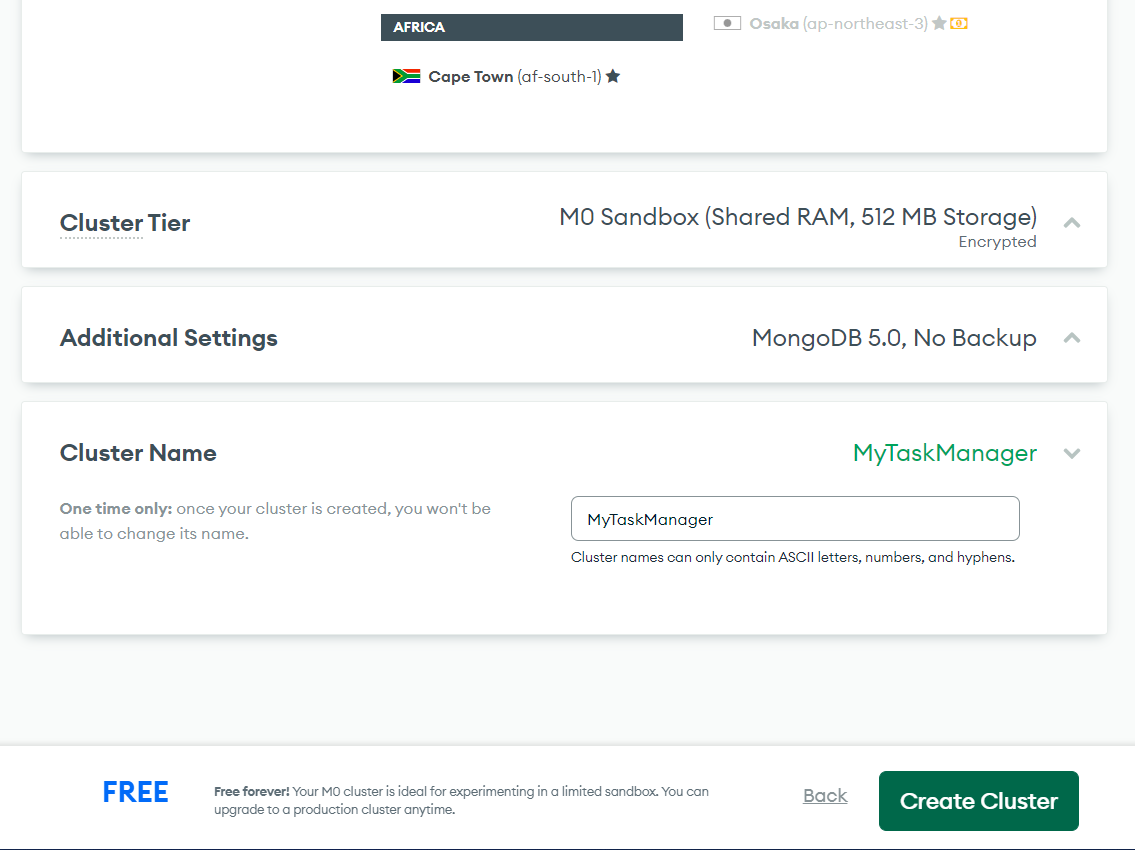 AFRICA
Osaka (ap-northeast-3)
Cape Town (af-south-1)
Cluster Tier
M0 Sandbox (Shared RAM, 512 MB Storage)
Encrypted
Additional Settings
MongoDB 5.0, No Backup
Cluster Name
MyTaskManager
One time only: once your cluster is created, you won't be
able to change its name.
MyTaskManager
Cluster names can only contain ASCII letters, numbers, and hyphens.
FREE
Free forever! Your M0 cluster is ideal for experimenting in a limited sandbox. You can
upgrade to a production cluster anytime.
Back
Create Cluster